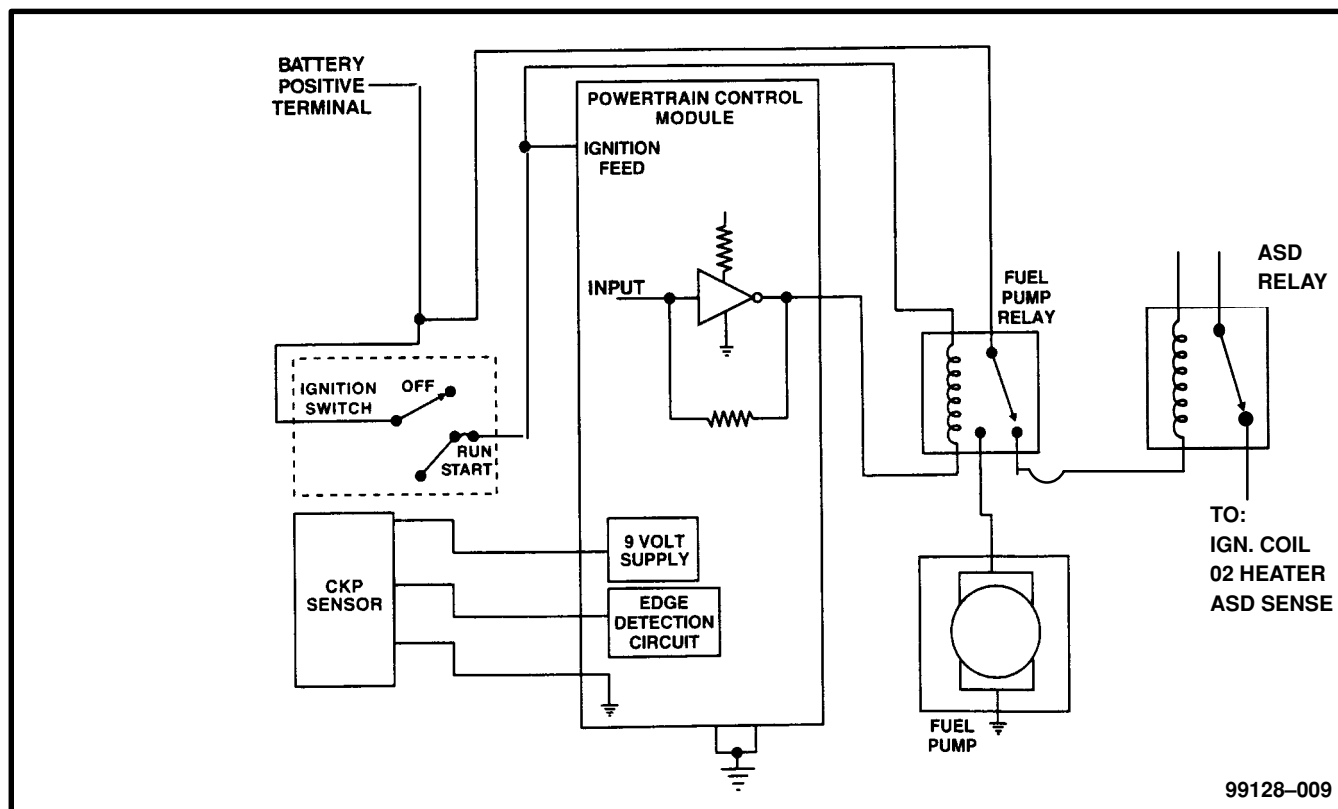 BATTERY
POSITIVE
TERMINAL
POWERTRAIN CONTROL
MODULE
IGNITION
FEED
INPUT
FUEL
PUMP
RELAY
ASD
RELAY
IGNITION
SWITCH
OFF
RUN
START
TO:
IGN. COIL
02 HEATER
ASD SENSE
CKP
SENSOR
9 VOLT
SUPPLY
EDGE
DETECTION
CIRCUIT
FUEL
PUMP
99128–009